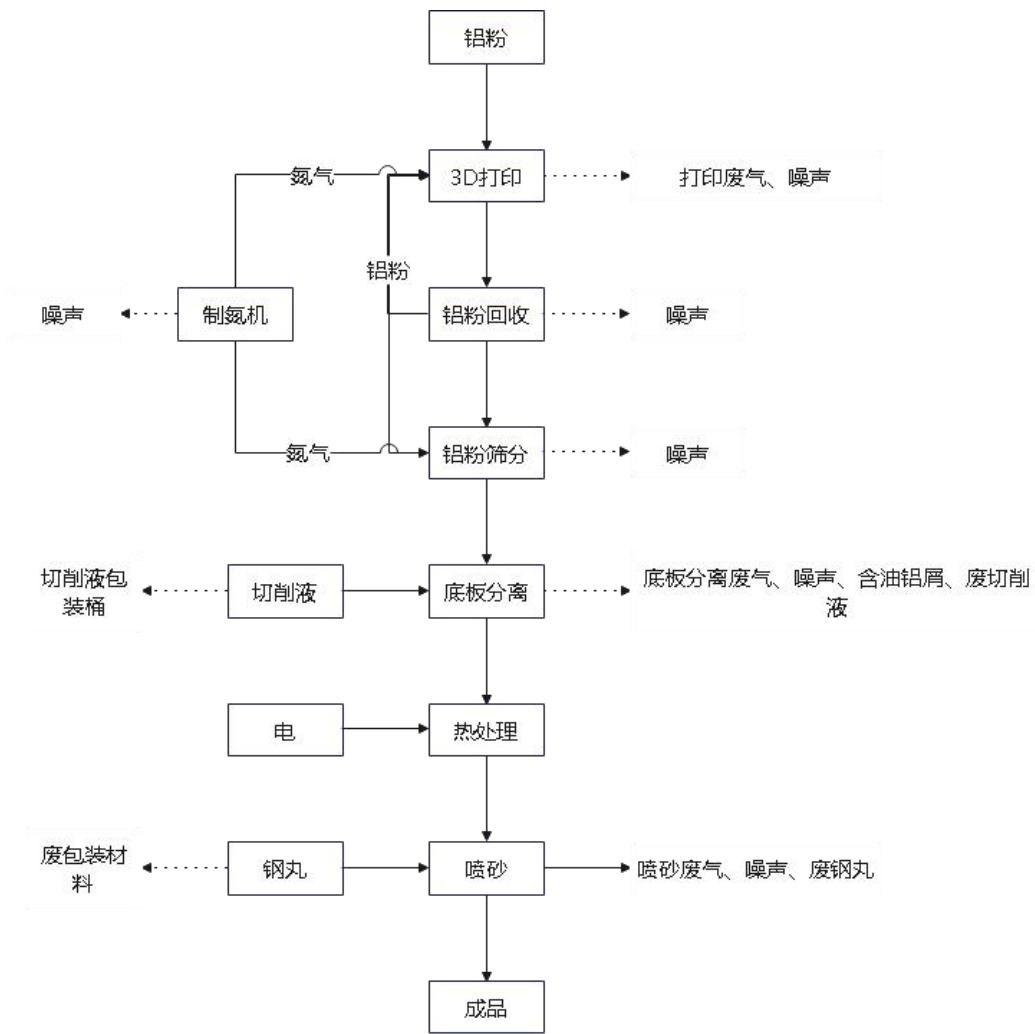 铝粉
氮气
3D打印
打印废气、噪声
铝粉
噪声
制氮机
铝粉回收
噪声
氮气
铝粉筛分
噪声
切削液包
装桶
切削液
底板分离
底板分离废气、噪声、含油铝屑、废切削
液
电
热处理
废包装材
料
钢丸
喷砂
喷砂废气、噪声、废钢丸
成品